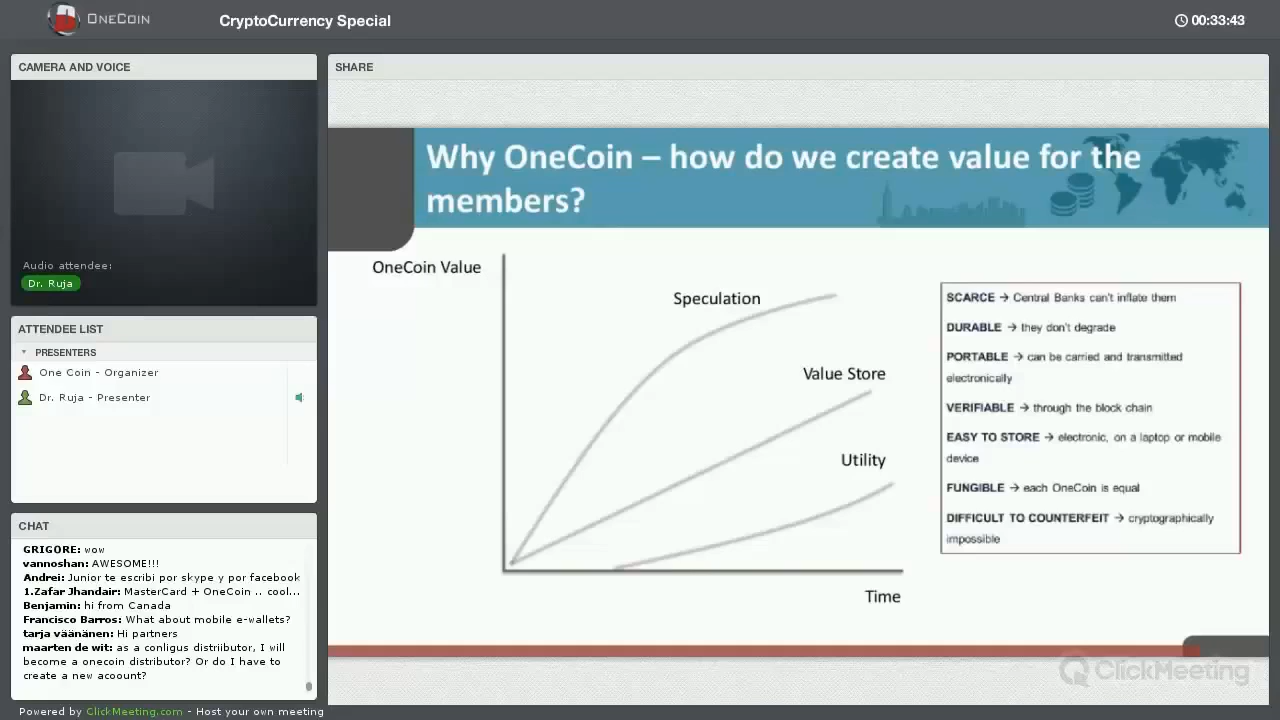 ONECOIN
CryptoCurrency Special
00:33:43
CAMERA AND VOICE
Audio attendee:
Dr. Ruja
ATTENDEE LIST
PRESENTERS
One Coin - Organizer
Dr. Ruja - Presenter
CHAT
GRIGORE: wow
vannoshan: AWESOME!!!
Andrei: Junior te escribi por skype y por facebook
1.Zafar Jhandair: MasterCard + OneCoin .. cool...
Benjamin: hi from Canada
Francisco Barros: What about mobile e-wallets?
tarja väänänen: Hi partners
maarten de wit: as a conligus distriibutor, I will
become a onecoin distributor? Or do I have to
create a new acoount?
Powered by ClickMeeting.com - Host your own meeting
SHARE
Why OneCoin – how do we create value for the
members?
OneCoin Value
Speculation
Value Store
Utility
Time
SCARCE → Central Banks can't inflate them
DURABLE → they don't degrade
PORTABLE → can be carried and transmitted
electronically
VERIFIABLE → through the block chain
EASY TO STORE → electronic, on a laptop or mobile
device
FUNGIBLE → each OneCoin is equal
DIFFICULT TO COUNTERFEIT → cryptographically
impossible
ClickMeeting